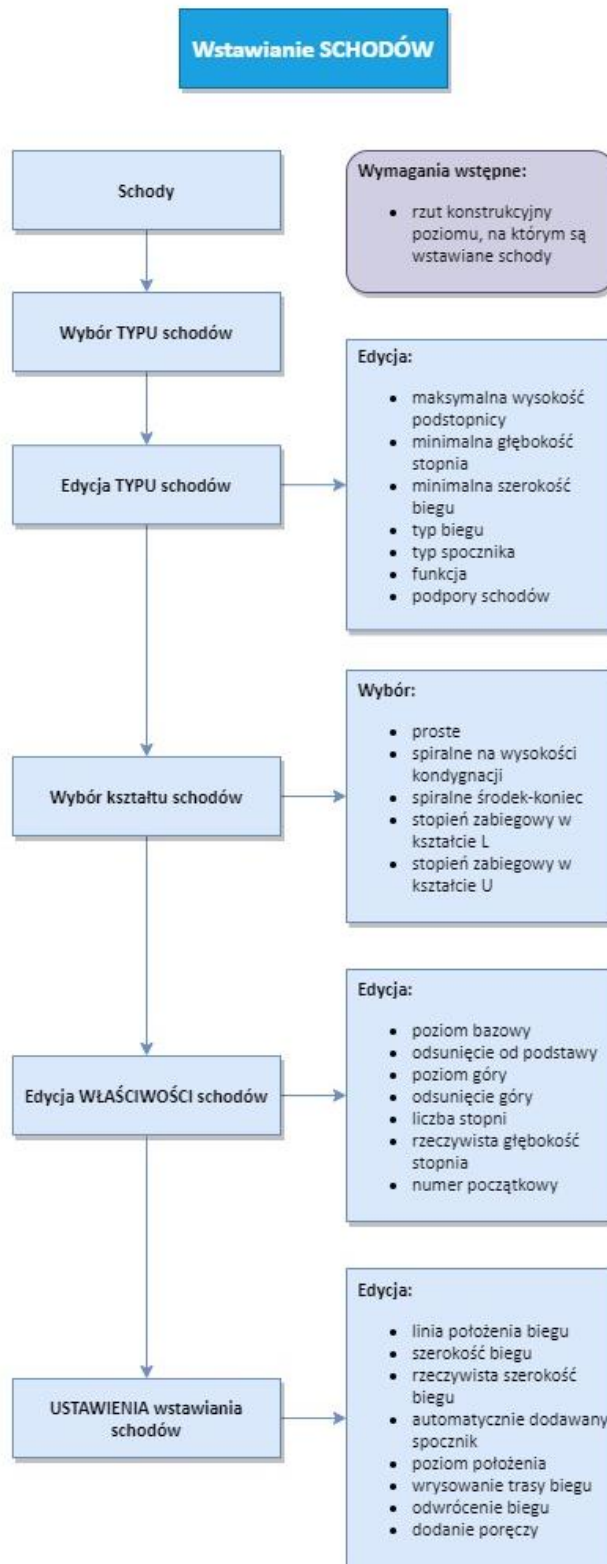 Wstawianie SCHODÓW
Schody
Wymagania wstępne:
• rzut konstrukcyjny
poziomu, na którym są
wstawiane schody
Wybór TYPU schodów
Edycja TYPU schodów
Edycja:
• maksymalna wysokość
podstopnicy
• minimalna głębokość
stopnia
• minimalna szerokość
biegu
• typ biegu
• typ spocznika
• funkcja
• podpory schodów
Wybór kształtu schodów
Wybór:
• proste
• spiralne na wysokości
kondygnacji
• spiralne środek-koniec
• stopień zabiegowy w
kształcie L
• stopień zabiegowy w
kształcie U
Edycja WŁAŚCIWOŚCI schodów
Edycja:
• poziom bazowy
• odsunięcie od podstawy
• poziom góry
• odsunięcie góry
• liczba stopni
• rzeczywista głębokość
stopnia
• numer początkowy
USTAWIENIA wstawiania
schodów
Edycja:
• linia położenia biegu
• szerokość biegu
• rzeczywista szerokość
biegu
• automatycznie dodawany
spocznik
• poziom położenia
• wrysowanie trasy biegu
• odwrócenie biegu
• dodanie poręczy